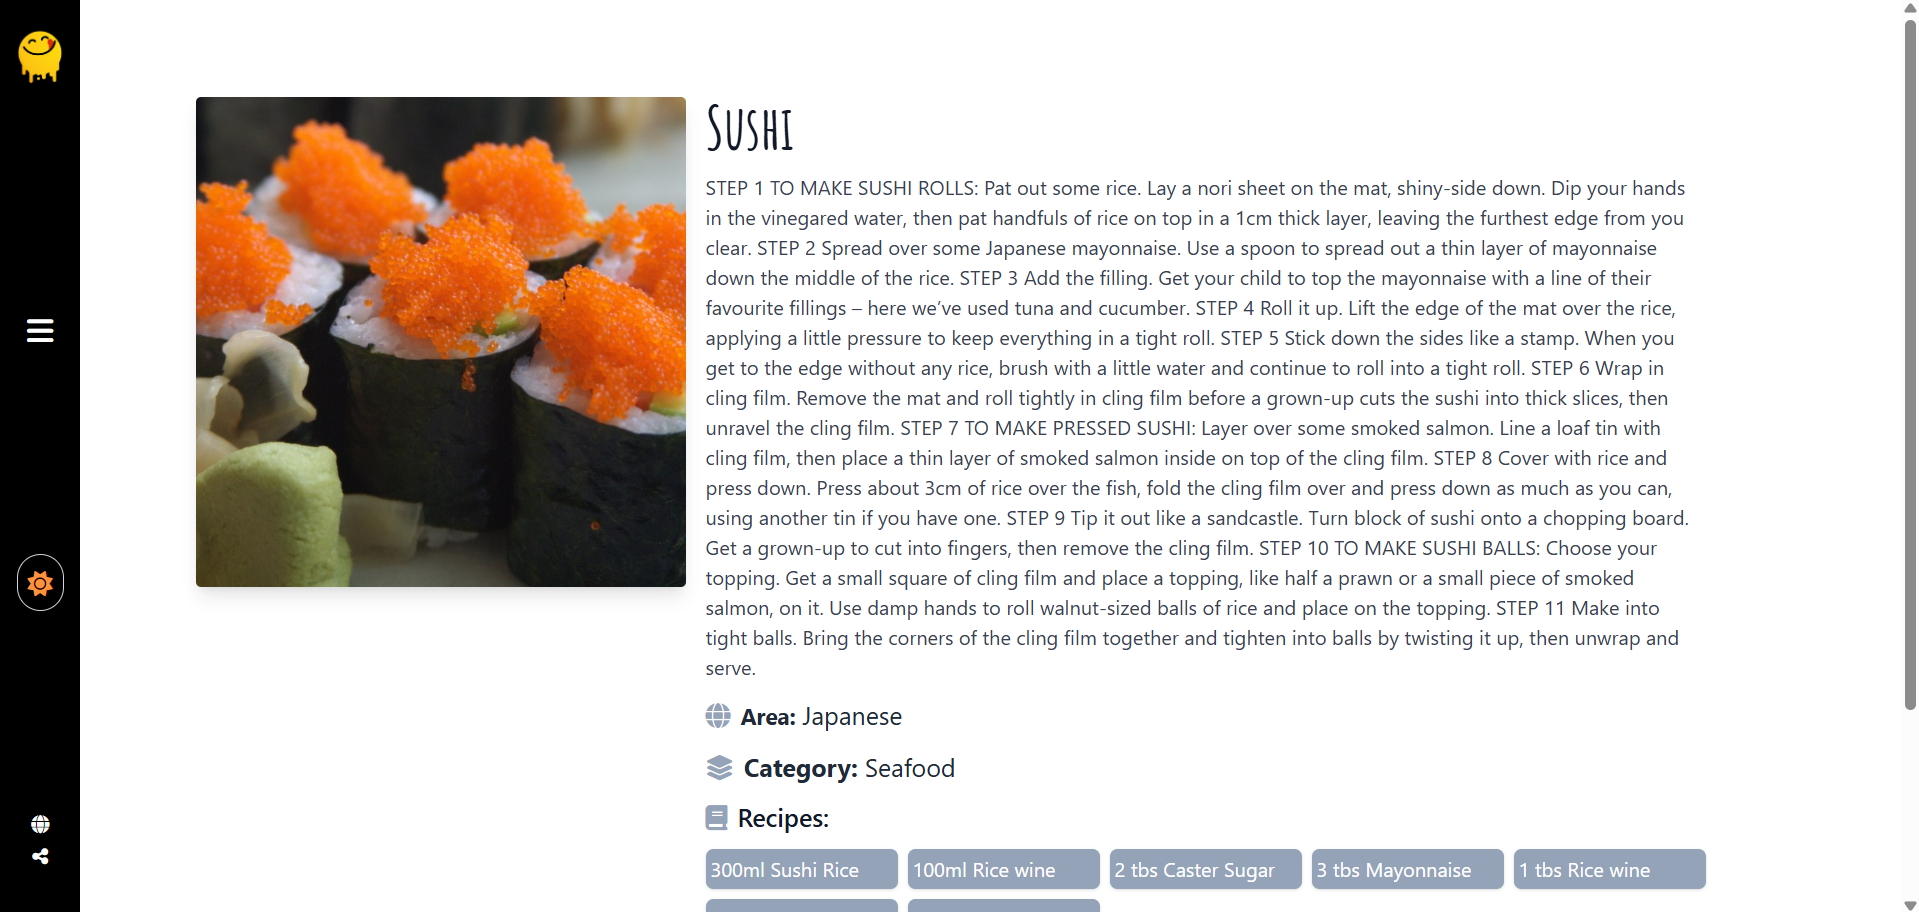 Sushi
STEP 1 TO MAKE SUSHI ROLLS: Pat out some rice. Lay a nori sheet on the mat, shiny-side down. Dip your hands
in the vinegared water, then pat handfuls of rice on top in a 1cm thick layer, leaving the furthest edge from you
clear. STEP 2 Spread over some Japanese mayonnaise. Use a spoon to spread out a thin layer of mayonnaise
down the middle of the rice. STEP 3 Add the filling. Get your child to top the mayonnaise with a line of their
favourite fillings – here we’ve used tuna and cucumber. STEP 4 Roll it up. Lift the edge of the mat over the rice,
applying a little pressure to keep everything in a tight roll. STEP 5 Stick down the sides like a stamp. When you
get to the edge without any rice, brush with a little water and continue to roll into a tight roll. STEP 6 Wrap in
cling film. Remove the mat and roll tightly in cling film before a grown-up cuts the sushi into thick slices, then
unravel the cling film. STEP 7 TO MAKE PRESSED SUSHI: Layer over some smoked salmon. Line a loaf tin with
cling film, then place a thin layer of smoked salmon inside on top of the cling film. STEP 8 Cover with rice and
press down. Press about 3cm of rice over the fish, fold the cling film over and press down as much as you can,
using another tin if you have one. STEP 9 Tip it out like a sandcastle. Turn block of sushi onto a chopping board.
Get a grown-up to cut into fingers, then remove the cling film. STEP 10 TO MAKE SUSHI BALLS: Choose your
topping. Get a small square of cling film and place a topping, like half a prawn or a small piece of smoked
salmon, on it. Use damp hands to roll walnut-sized balls of rice and place on the topping. STEP 11 Make into
tight balls. Bring the corners of the cling film together and tighten into balls by twisting it up, then unwrap and
serve.
Area: Japanese
Category: Seafood
Recipes:
300ml Sushi Rice 100ml Rice wine 2 tbs Caster Sugar 3 tbs Mayonnaise 1 tbs Rice wine